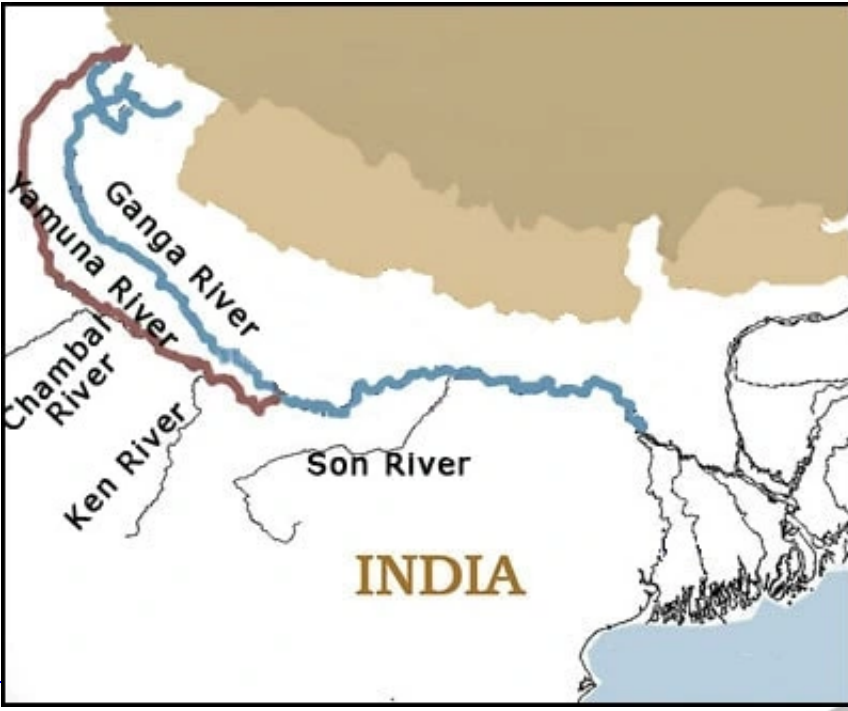 Yamuna River
Ganga River
Chambal
River
Ken River
Son River
INDIA